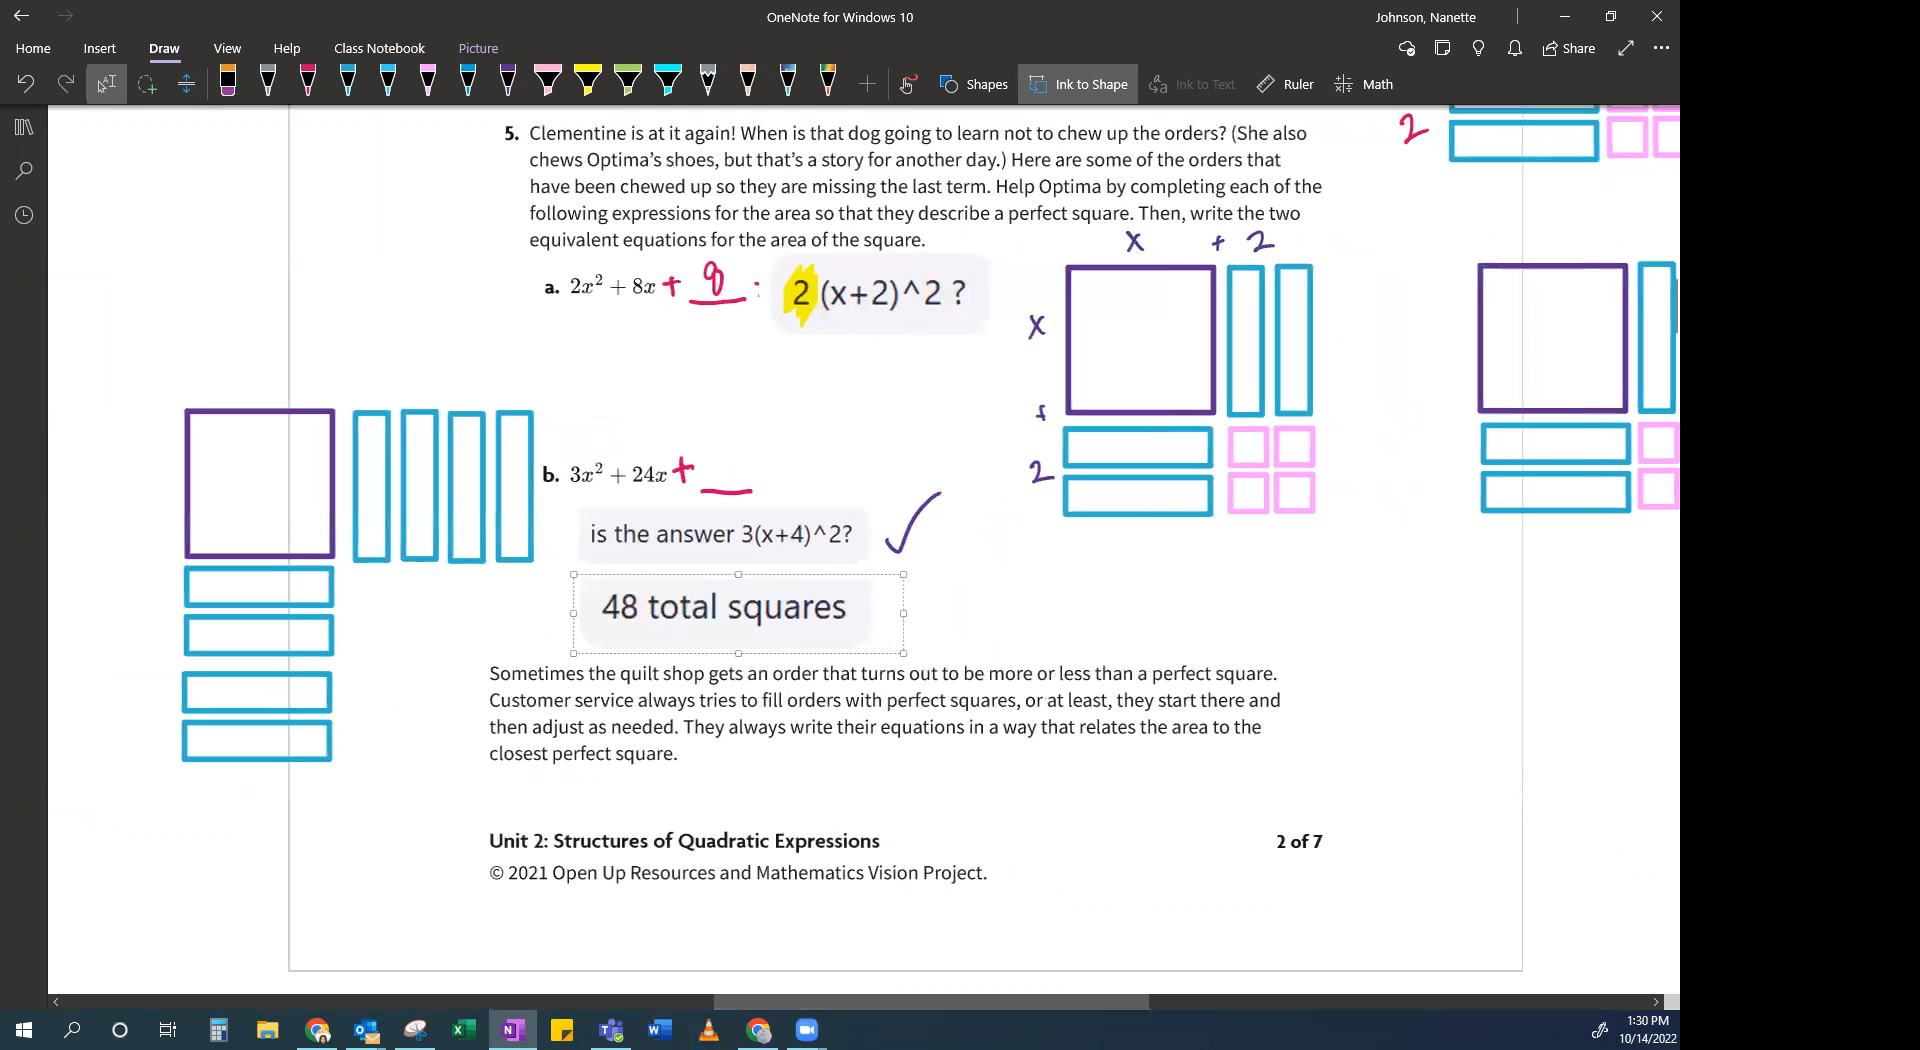 OneNote for Windows 10
Johnson, Nanette
Home Insert Draw View Help Class Notebook Picture
Share
Shapes Ink to Shape Ink to Text Ruler Math
2
5. Clementine is at it again! When is that dog going to learn not to chew up the orders? (She also
chews Optima's shoes, but that's a story for another day.) Here are some of the orders that
have been chewed up so they are missing the last term. Help Optima by completing each of the
following expressions for the area so that they describe a perfect square. Then, write the two
equivalent equations for the area of the square.
x + 2
a. 2x² + 8x + 8 : 2(x+2)^2 ?
x
+
2
b. 3x² + 24x + __
is the answer 3(x+4)^2?
48 total squares
Sometimes the quilt shop gets an order that turns out to be more or less than a perfect square.
Customer service always tries to fill orders with perfect squares, or at least, they start there and
then adjust as needed. They always write their equations in a way that relates the area to the
closest perfect square.
Unit 2: Structures of Quadratic Expressions 2 of 7
© 2021 Open Up Resources and Mathematics Vision Project.
1:30 PM
10/14/2022